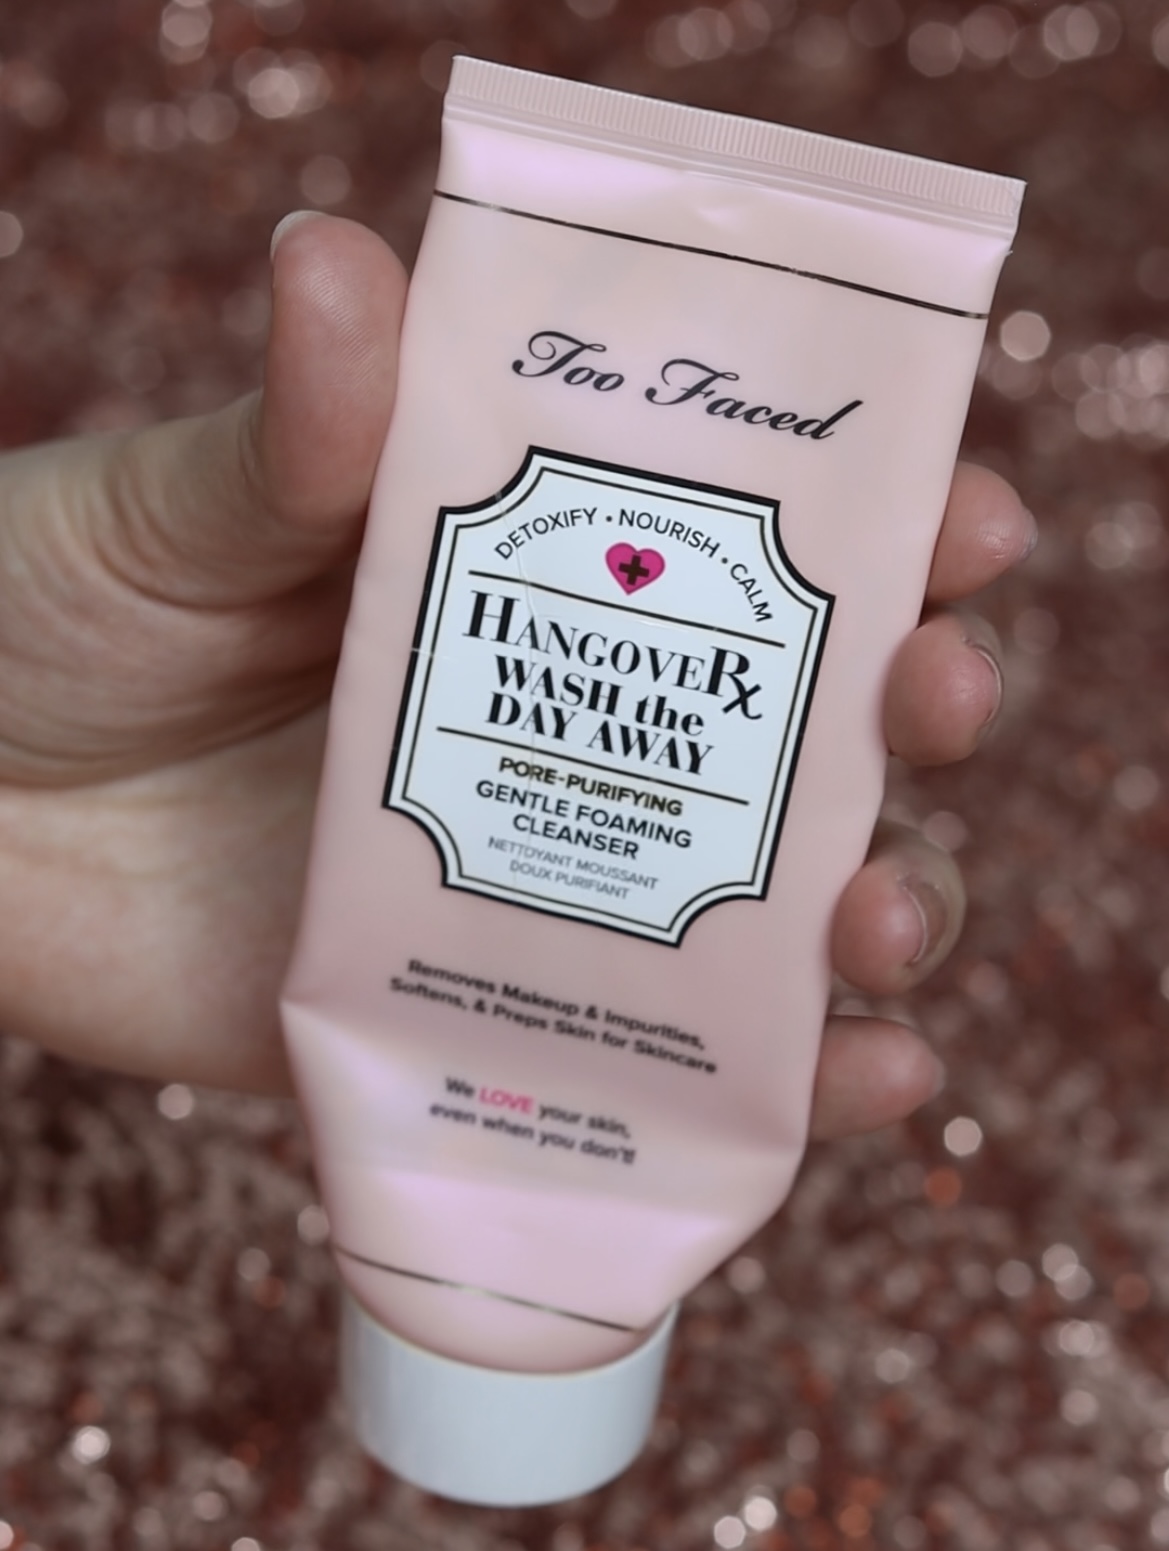 Too Faced
DETOXIFY • NOURISH • CALM
HANGOVERx
WASH the
DAY AWAY
PORE-PURIFYING
GENTLE FOAMING
CLEANSER
NETTOYANT MOUSSANT
DOUX PURIFIANT
Removes Makeup & Impurities,
Softens, & Preps Skin for Skincare
We LOVE your skin,
even when you don't!